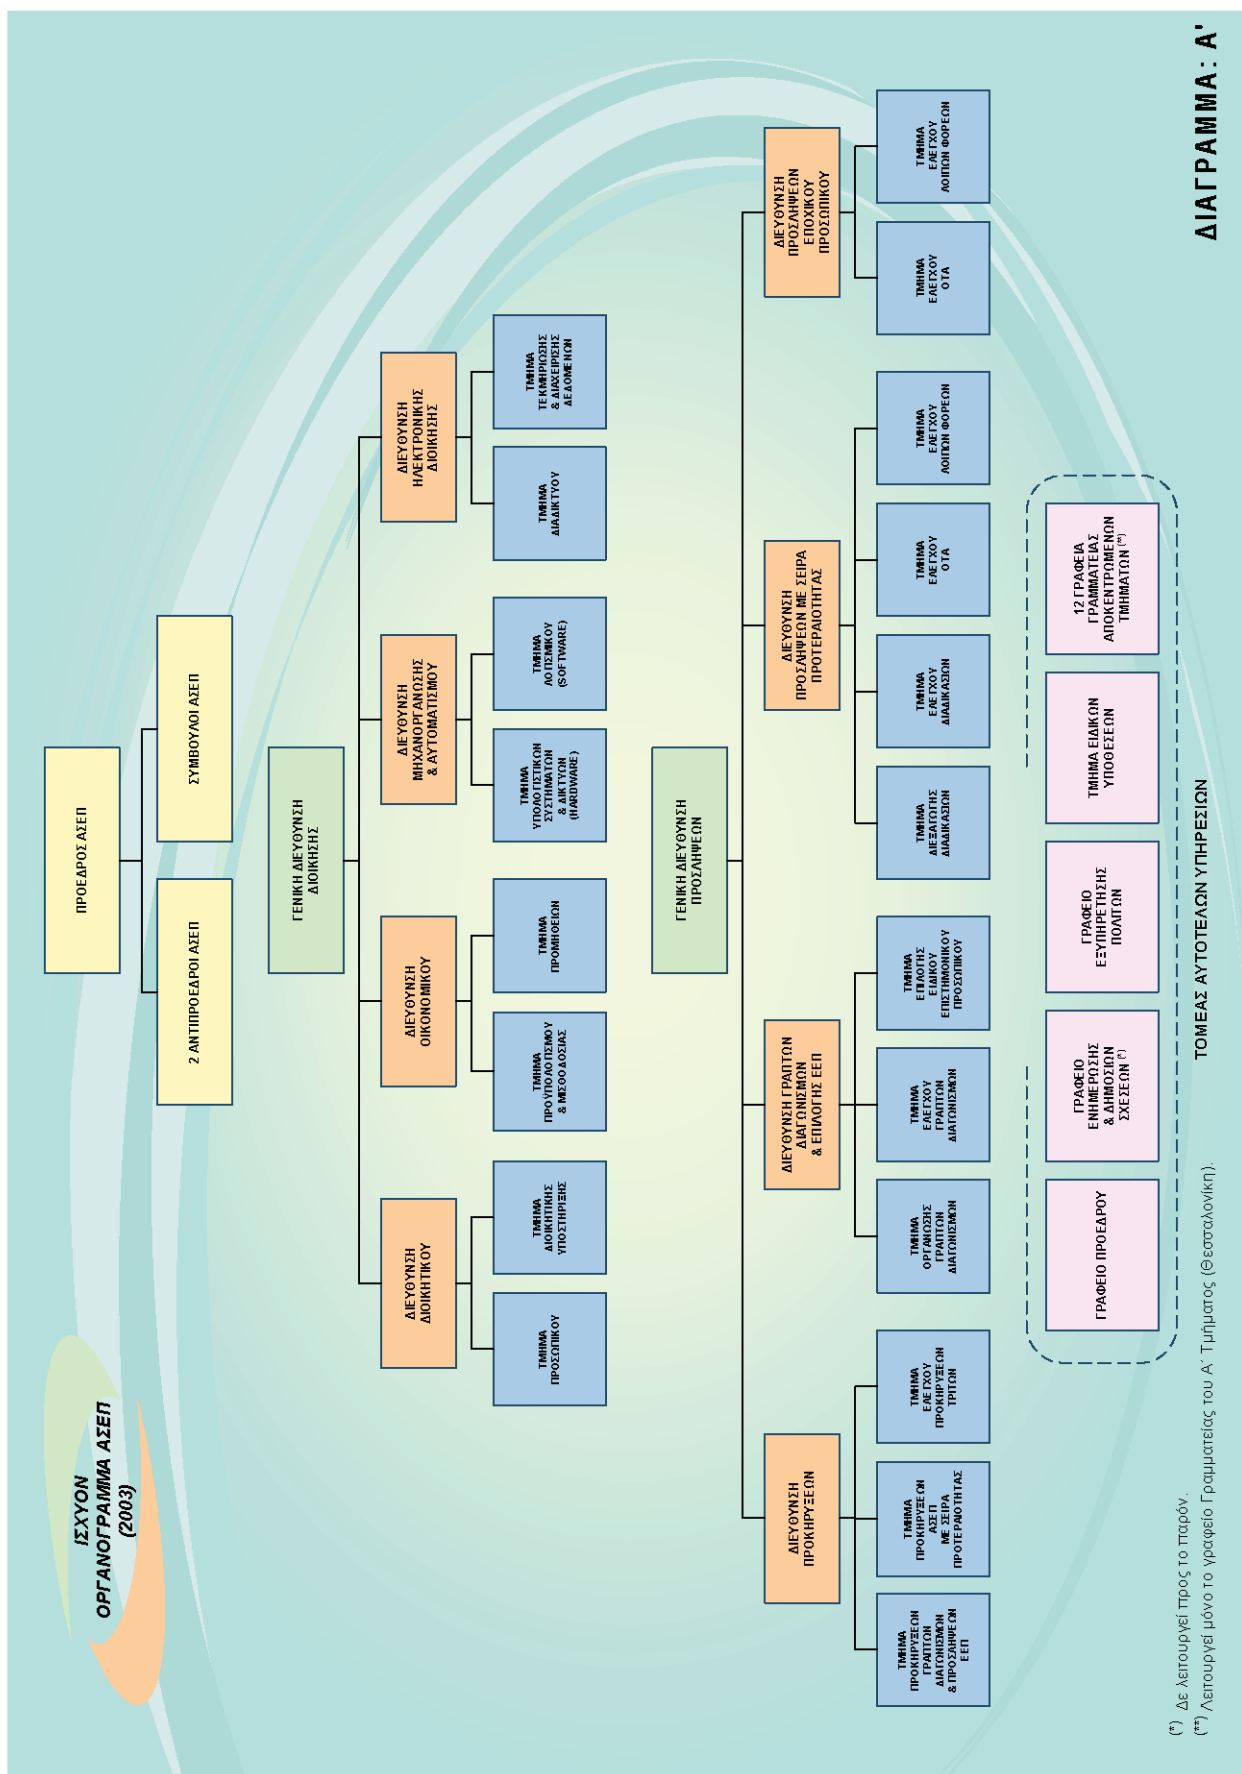 ΙΣΧΥΟΝ
ΟΡΓΑΝΟΓΡΑΜΜΑ ΑΣΕΠ
(2003)
ΠΡΟΕΔΡΟΣ ΑΣΕΠ
2 ΑΝΤΙΠΡΟΕΔΡΟΙ ΑΣΕΠ
ΣΥΜΒΟΥΛΟΙ ΑΣΕΠ
ΓΕΝΙΚΗ ΔΙΕΥΘΥΝΣΗ
ΔΙΟΙΚΗΣΗΣ
ΔΙΕΥΘΥΝΣΗ
ΔΙΟΙΚΗΤΙΚΟΥ
ΔΙΕΥΘΥΝΣΗ
ΟΙΚΟΝΟΜΙΚΟΥ
ΔΙΕΥΘΥΝΣΗ
ΜΗΧΑΝΟΡΓΑΝΩΣΗΣ
& ΑΥΤΟΜΑΤΙΣΜΟΥ
ΔΙΕΥΘΥΝΣΗ
ΗΛΕΚΤΡΟΝΙΚΗΣ
ΔΙΟΙΚΗΣΗΣ
ΤΜΗΜΑ
ΠΡΟΣΩΠΙΚΟΥ
ΤΜΗΜΑ
ΔΙΟΙΚΗΤΙΚΗΣ
ΥΠΟΣΤΗΡΙΞΗΣ
ΤΜΗΜΑ
ΠΡΟΫΠΟΛΟΓΙΣΜΟΥ
& ΜΙΣΘΟΔΟΣΙΑΣ
ΤΜΗΜΑ
ΠΡΟΜΗΘΕΙΩΝ
ΤΜΗΜΑ
ΥΠΟΛΟΓΙΣΤΙΚΩΝ
ΣΥΣΤΗΜΑΤΩΝ
& ΔΙΚΤΥΩΝ
(HARDWARE)
ΤΜΗΜΑ
ΛΟΓΙΣΜΙΚΟΥ
(SOFTWARE)
ΤΜΗΜΑ
ΔΙΑΔΙΚΤΥΟΥ
ΤΜΗΜΑ
ΤΕΚΜΗΡΙΩΣΗΣ
& ΔΙΑΧΕΙΡΙΣΗΣ
ΔΕΔΟΜΕΝΩΝ
ΓΕΝΙΚΗ ΔΙΕΥΘΥΝΣΗ
ΠΡΟΣΛΗΨΕΩΝ
ΔΙΕΥΘΥΝΣΗ
ΠΡΟΚΗΡΥΞΕΩΝ
ΔΙΕΥΘΥΝΣΗ ΓΡΑΠΤΩΝ
ΔΙΑΓΩΝΙΣΜΩΝ
& ΕΠΙΛΟΓΗΣ ΕΕΠ
ΔΙΕΥΘΥΝΣΗ
ΠΡΟΣΛΗΨΕΩΝ ΜΕ ΣΕΙΡΑ
ΠΡΟΤΕΡΑΙΟΤΗΤΑΣ
ΔΙΕΥΘΥΝΣΗ
ΠΡΟΣΛΗΨΕΩΝ
ΕΠΟΧΙΚΟΥ
ΠΡΟΣΩΠΙΚΟΥ
ΤΜΗΜΑ
ΠΡΟΚΗΡΥΞΕΩΝ
ΓΡΑΠΤΩΝ
ΔΙΑΓΩΝΙΣΜΩΝ
& ΠΡΟΣΛΗΨΕΩΝ
ΕΕΠ
ΤΜΗΜΑ
ΠΡΟΚΗΡΥΞΕΩΝ
ΑΣΕΠ
ΜΕ ΣΕΙΡΑ
ΠΡΟΤΕΡΑΙΟΤΗΤΑΣ
ΤΜΗΜΑ
ΕΛΕΓΧΟΥ
ΠΡΟΚΗΡΥΞΕΩΝ
ΤΡΙΤΩΝ
ΤΜΗΜΑ
ΟΡΓΑΝΩΣΗΣ
ΓΡΑΠΤΩΝ
ΔΙΑΓΩΝΙΣΜΩΝ
ΤΜΗΜΑ
ΕΛΕΓΧΟΥ
ΓΡΑΠΤΩΝ
ΔΙΑΓΩΝΙΣΜΩΝ
ΤΜΗΜΑ
ΕΠΙΛΟΓΗΣ
ΕΙΔΙΚΟΥ
ΕΠΙΣΤΗΜΟΝΙΚΟΥ
ΠΡΟΣΩΠΙΚΟΥ
ΤΜΗΜΑ
ΔΙΕΞΑΓΩΓΗΣ
ΔΙΑΔΙΚΑΣΙΩΝ
ΤΜΗΜΑ
ΕΛΕΓΧΟΥ
ΔΙΑΔΙΚΑΣΙΩΝ
ΤΜΗΜΑ
ΕΛΕΓΧΟΥ
ΟΤΑ
ΤΜΗΜΑ
ΕΛΕΓΧΟΥ
ΛΟΙΠΩΝ ΦΟΡΕΩΝ
ΤΜΗΜΑ
ΕΛΕΓΧΟΥ
ΟΤΑ
ΤΜΗΜΑ
ΕΛΕΓΧΟΥ
ΛΟΙΠΩΝ ΦΟΡΕΩΝ
ΓΡΑΦΕΙΟ ΠΡΟΕΔΡΟΥ
ΓΡΑΦΕΙΟ
ΕΝΗΜΕΡΩΣΗΣ
& ΔΗΜΟΣΙΩΝ
ΣΧΕΣΕΩΝ (*)
ΓΡΑΦΕΙΟ
ΕΞΥΠΗΡΕΤΗΣΗΣ
ΠΟΛΙΤΩΝ
ΤΜΗΜΑ ΕΙΔΙΚΩΝ
ΥΠΟΘΕΣΕΩΝ
12 ΓΡΑΦΕΙΑ
ΓΡΑΜΜΑΤΕΙΑΣ
ΑΠΟΚΕΝΤΡΩΜΕΝΩΝ
ΤΜΗΜΑΤΩΝ (**)
ΤΟΜΕΑΣ ΑΥΤΟΤΕΛΩΝ ΥΠΗΡΕΣΙΩΝ
(*) Δε λειτουργεί προς το παρόν.
(**) Λειτουργεί μόνο το γραφείο Γραμματείας του Α΄ Τμήματος (Θεσσαλονίκη).
ΔΙΑΓΡΑΜΜΑ: Α'